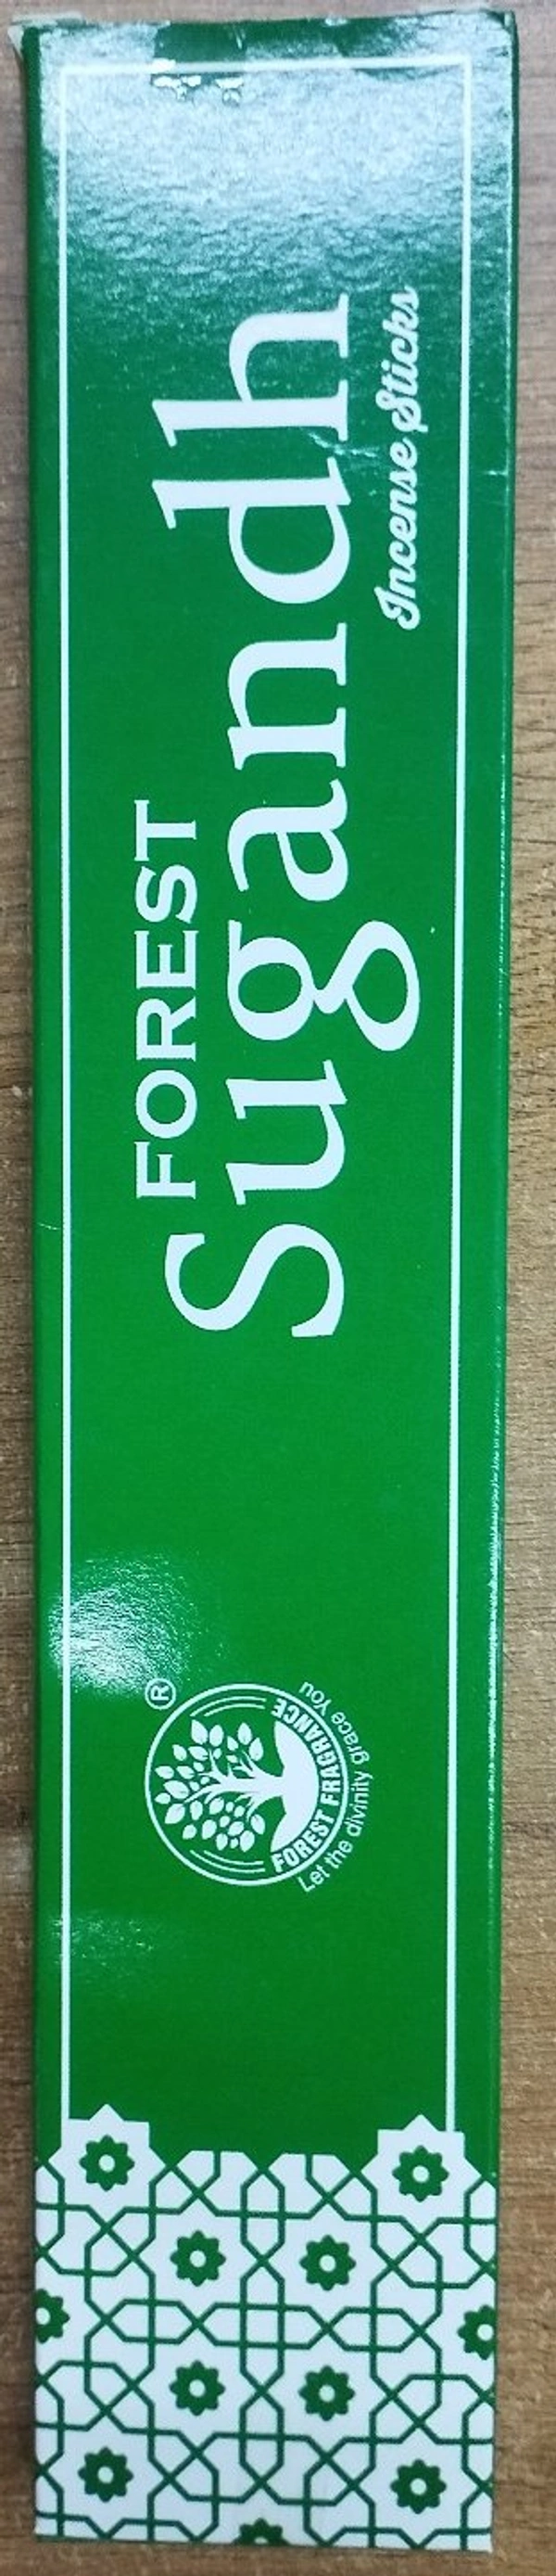 FOREST
Sugandh
Incense Sticks
®
FOREST FRAGRANCE
Let the divinity grace you